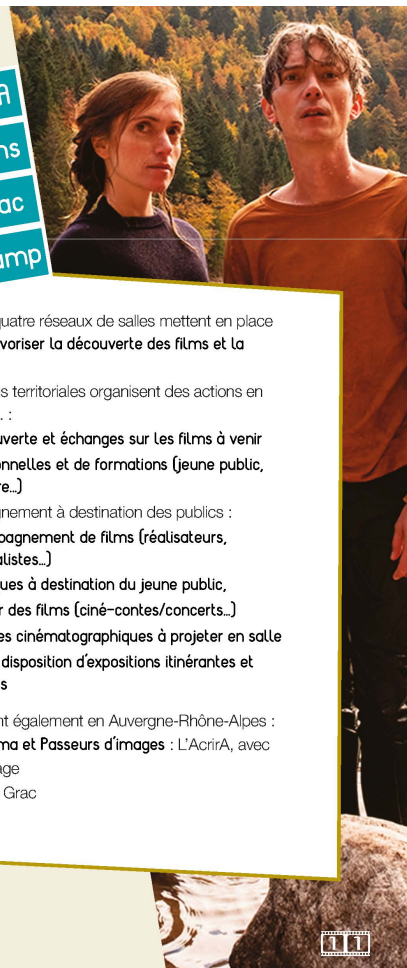 A
ns
ac
amp
quatre réseaux de salles mettent en place
voriser la découverte des films et la
s territoriales organisent des actions en
. :
uverte et échanges sur les films à venir
onnelles et de formations (jeune public,
re...)
gnement à destination des publics :
pagnement de films (réalisateurs,
alistes...)
ues à destination du jeune public,
r des films (ciné-contes/concerts...)
es cinématographiques à projeter en salle
disposition d'expositions itinérantes et
s
nt également en Auvergne-Rhône-Alpes :
ma et Passeurs d'images : L'AcrirA, avec
age
Grac
11